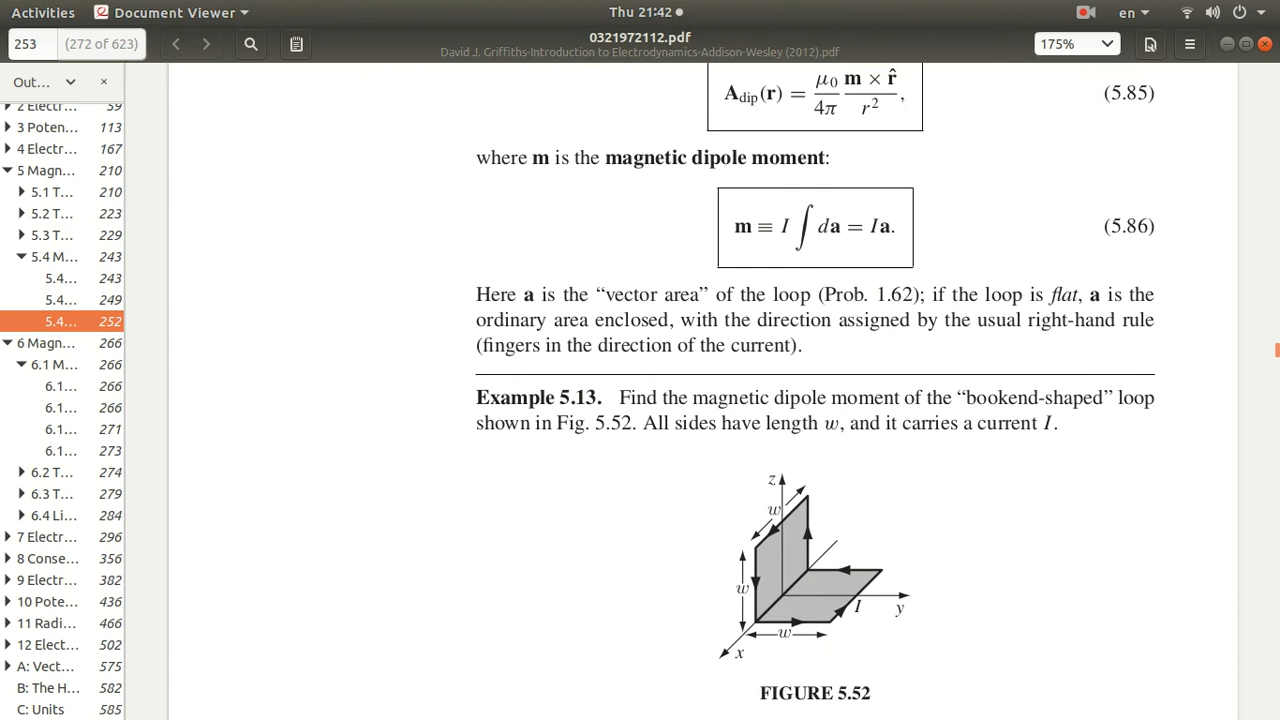 Activities Document Viewer Thu 21:42 en
253 (272 of 623) 0321972112.pdf 175%
David J. Griffiths-Introduction to Electrodynamics-Addison-Wesley (2012).pdf
Out...
2 Electr... 59
3 Poten... 113
4 Electr... 167
5 Magn... 210
5.1 T... 210
5.2 T... 223
5.3 T... 229
5.4 M... 243
5.4... 243
5.4... 249
5.4... 252
6 Magn... 266
6.1 M... 266
6.1... 266
6.1... 266
6.1... 271
6.1... 273
6.2 T... 274
6.3 T... 279
6.4 Li... 284
7 Electr... 296
8 Conse... 356
9 Electr... 382
10 Pote... 436
11 Radi... 466
12 Elect... 502
A: Vect... 575
B: The H... 582
C: Units 585
A_dip(r) = μ₀/4π m × r̂/r², (5.85)
where m is the magnetic dipole moment:
m ≡ I ∫ da = Ia. (5.86)
Here a is the “vector area” of the loop (Prob. 1.62); if the loop is flat, a is the
ordinary area enclosed, with the direction assigned by the usual right-hand rule
(fingers in the direction of the current).
Example 5.13. Find the magnetic dipole moment of the “bookend-shaped” loop
shown in Fig. 5.52. All sides have length w, and it carries a current I.
z
w
w
I
y
w
x
FIGURE 5.52